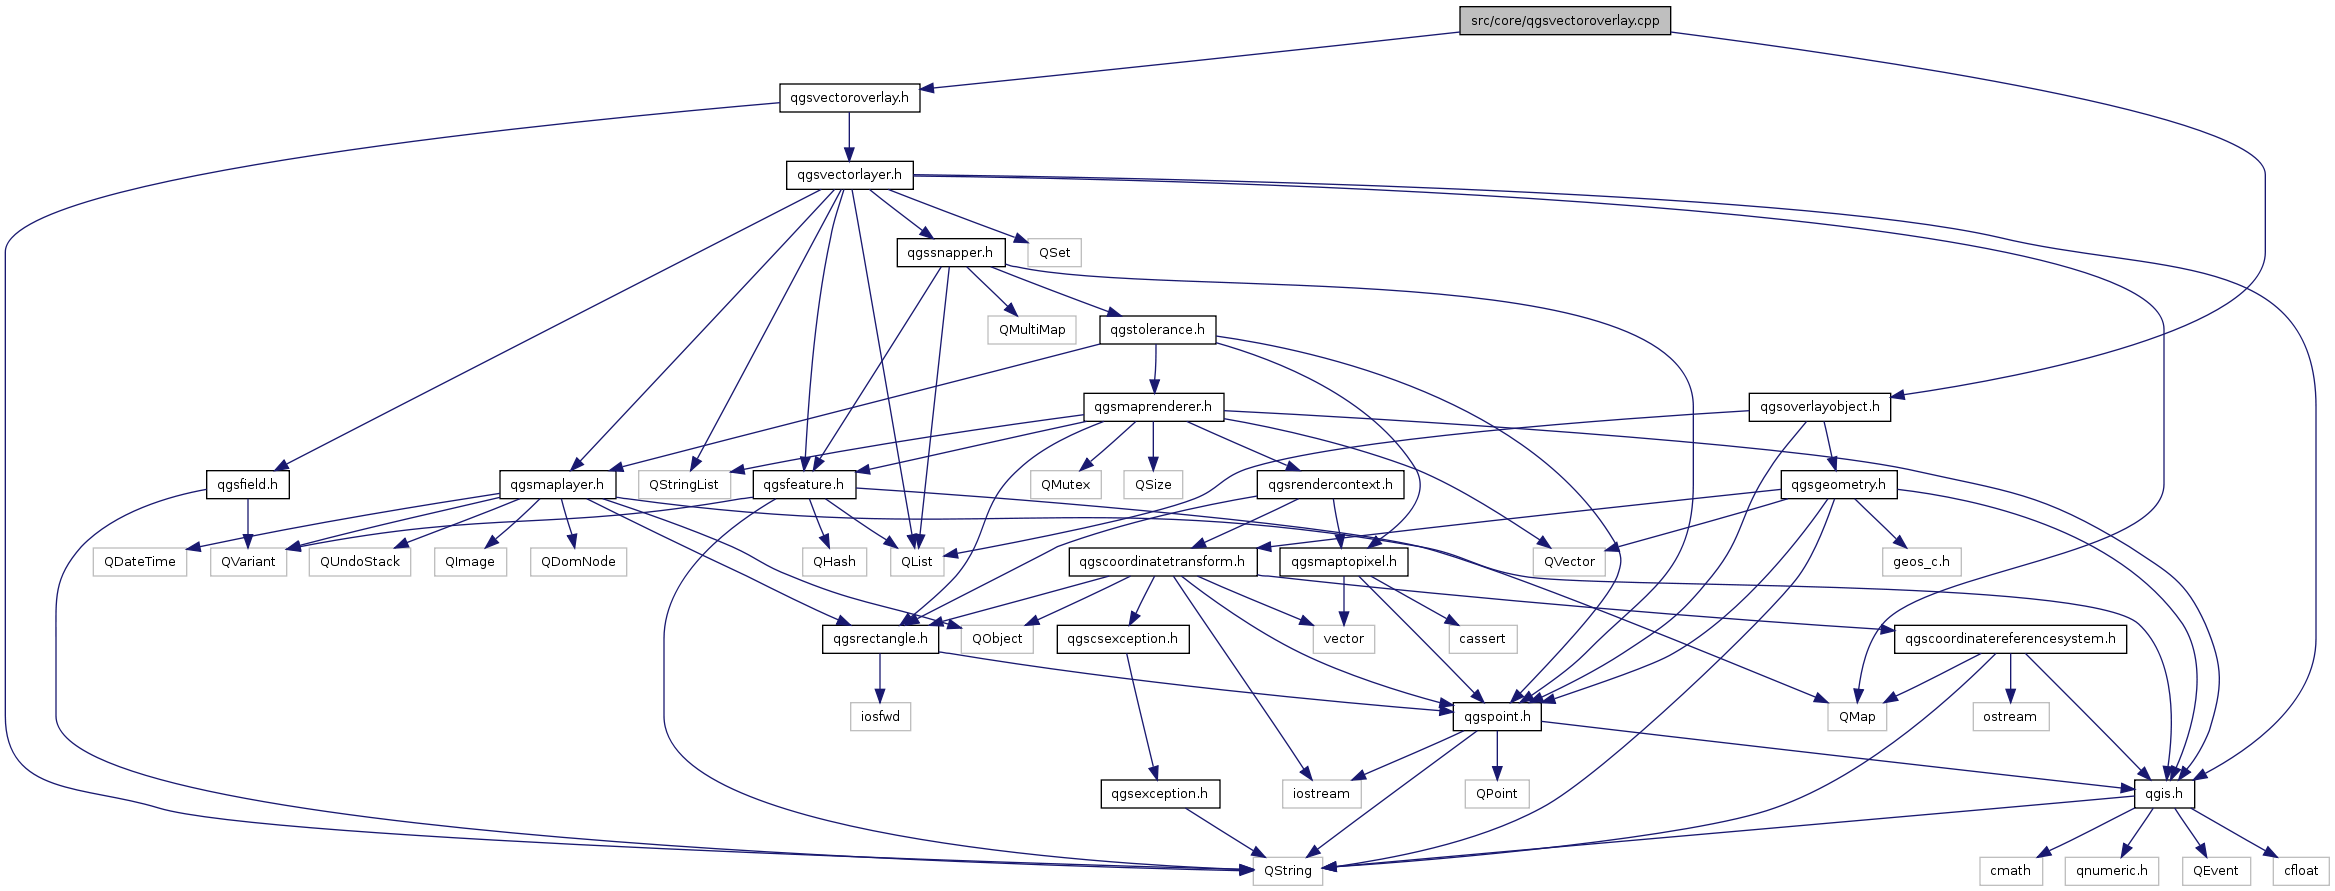 src/core/qgsvectoroverlay.cpp
qgsvectoroverlay.h
qgsvectorlayer.h
qgssnapper.h
QSet
QMultiMap
qgstolerance.h
qgsmaprenderer.h
qgsoverlayobject.h
qgsfield.h
qgsmaplayer.h
QStringList
qgsfeature.h
QMutex
QSize
qgsrendercontext.h
qgsgeometry.h
QDateTime
QVariant
QUndoStack
QImage
QDomNode
QHash
QList
qgscoordinatetransform.h
qgsmaptopixel.h
QVector
geos_c.h
qgsrectangle.h
QObject
qgscsexception.h
vector
cassert
qgscoordinatereferencesystem.h
iosfwd
qgspoint.h
QMap
ostream
qgsexception.h
iostream
QPoint
qgis.h
QString
cmath
qnumeric.h
QEvent
cfloat